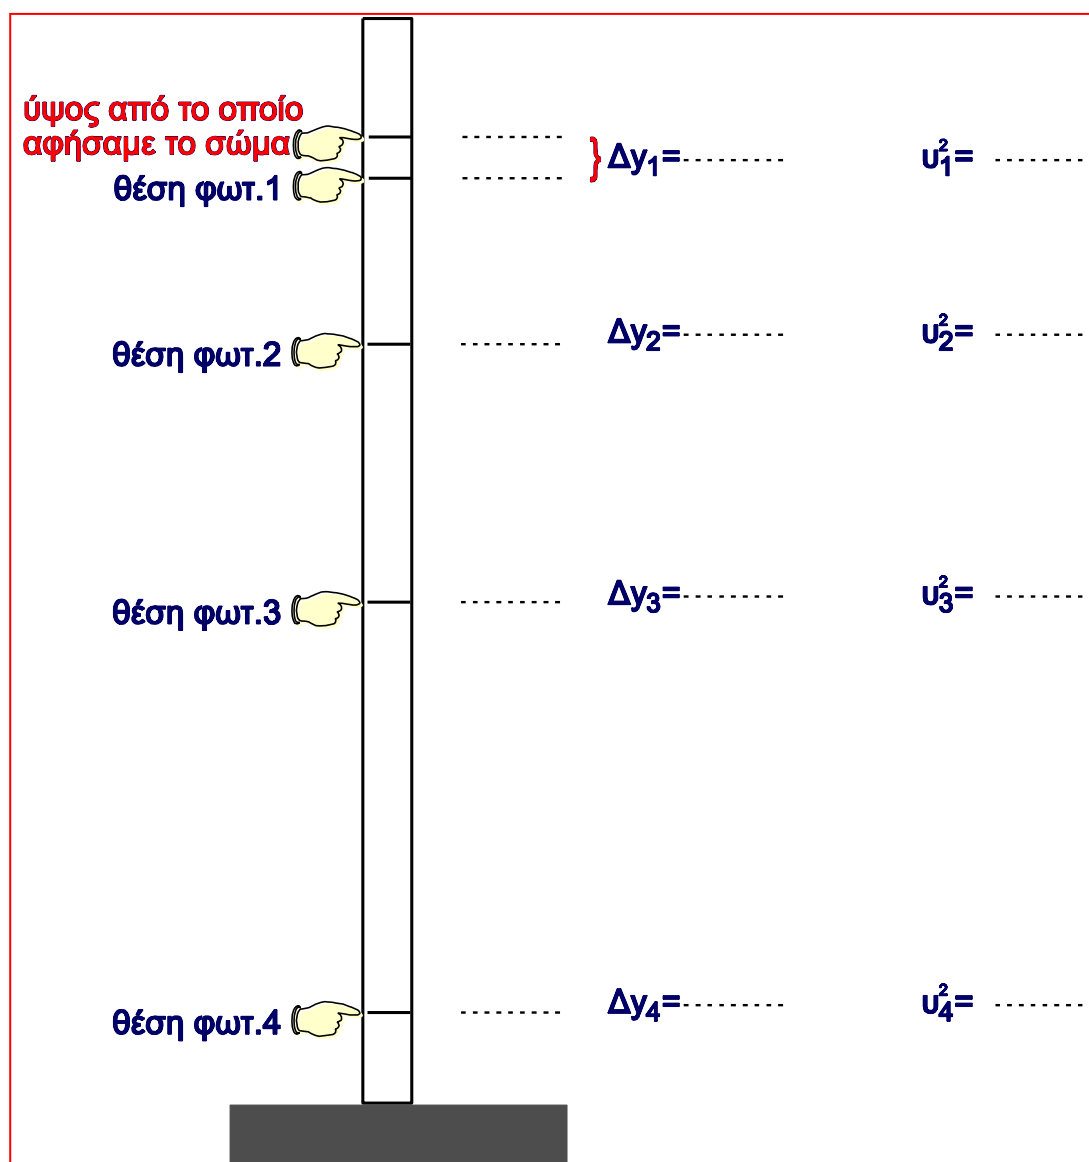 ύψος από το οποίο
αφήσαμε το σώμα
} Δy₁=............ υ₁²= ............
θέση φωτ.1
Δy₂=............ υ₂²= ............
θέση φωτ.2
Δy₃=............ υ₃²= ............
θέση φωτ.3
Δy₄=............ υ₄²= ............
θέση φωτ.4